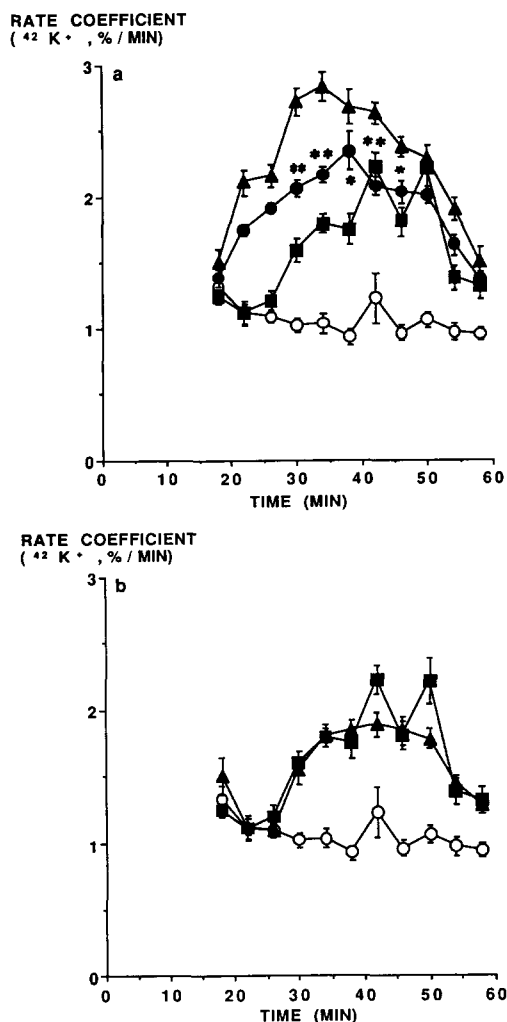 RATE COEFFICIENT
( ⁴² K ⁺ , % / MIN)
3
a
** ** * ** *
2
1
0
0 10 20 30 40 50 60
TIME (MIN)
RATE COEFFICIENT
( ⁴² K ⁺ , % / MIN)
3
b
2
1
0
0 10 20 30 40 50 60
TIME (MIN)